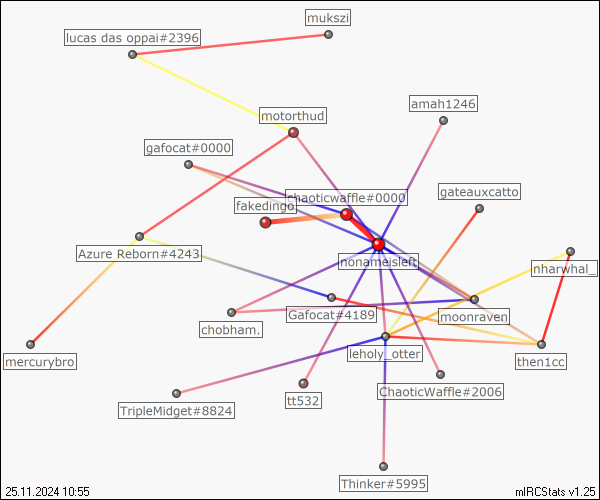 mukszi
lucas das oppai#2396
amah1246
motorthud
gafocat#0000
gateauxcatto
chaoticwaffle#0000
fakedingo
Azure Reborn#4243
nonameisleft
nharwhal_
Gafocat#4189
moonraven
chobham.
leholy_otter
then1cc
mercurybro
ChaoticWaffle#2006
tt532
TripleMidget#8824
Thinker#5995
25.11.2024 10:55
mIRCStats v1.25